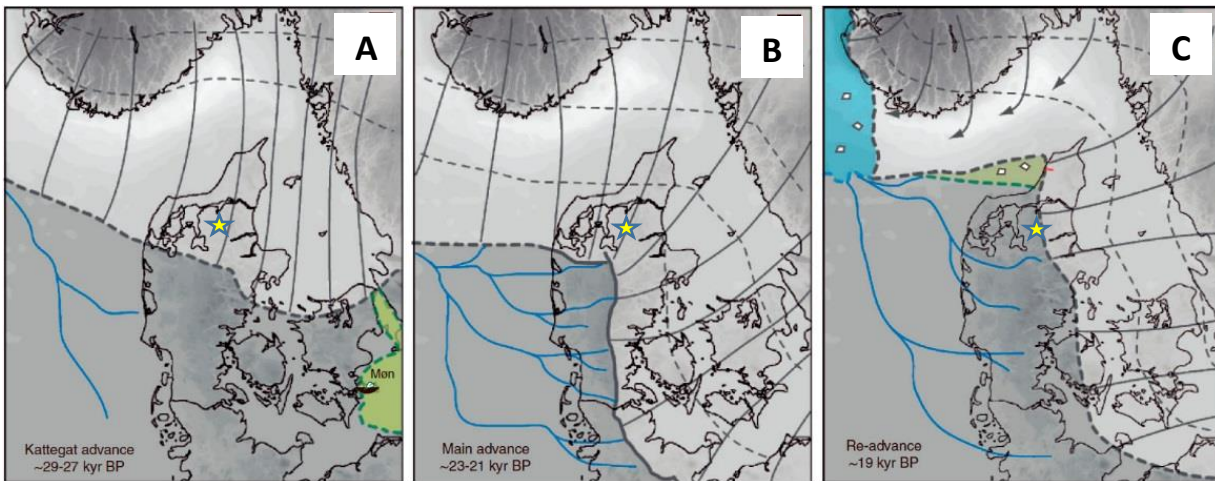 A
B
C
Møn
Kattegat advance
~29-27 kyr BP
Main advance
~23-21 kyr BP
Re-advance
~19 kyr BP